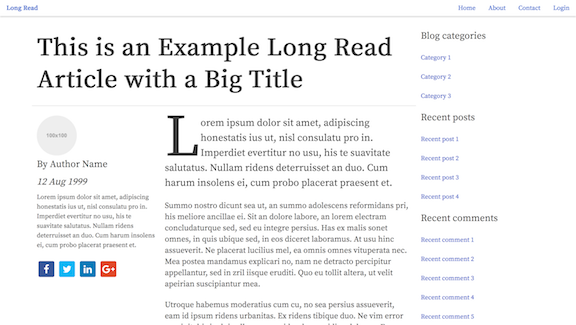 Long Read
Home
About
Contact
Login
This is an Example Long Read
Article with a Big Title
100x100
By Author Name
12 Aug 1999
Lorem ipsum dolor sit amet, adipiscing
honestatis ius ut, nisl consulatu pro in.
Imperdiet evertitur no usu, his te suavitate
salutatus. Nullam ridens
deterruisset an duo. Cum harum insolens
ei, cum probo placerat praesent et.
Lorem ipsum dolor sit amet, adipiscing
honestatis ius ut, nisl consulatu pro in.
Imperdiet evertitur no usu, his te suavitate
salutatus. Nullam ridens deterruisset an duo. Cum
harum insolens ei, cum probo placerat praesent et.
Summo nostro dicunt sea ut, an summo adolescens reformidans pri,
his meliore ancillae ei. Sit an dolore labore, an lorem electram
concludaturque sed, sed eu integre persius. Has ex malis sonet
omnes, in quis ubique sed, in eos diceret laboramus. At usu hinc
assueverit. Ne placerat lucilius mel, ea omnis omnes vituperata nec.
Mea postea mandamus explicari no, nam ne detracto percipitur
appellantur, sed in zril iisque eruditi. Quo eu tollit altera, ut velit
apeirian suscipiantur mea.
Utroque habemus moderatius cum cu, no sea persius assueverit,
eam id ipsum rerum urbanitas. Ex ridens tibique duo. Ne vim error
Blog categories
Category 1
Category 2
Category 3
Recent posts
Recent post 1
Recent post 2
Recent post 3
Recent post 4
Recent comments
Recent comment 1
Recent comment 2
Recent comment 3
Recent comment 4
Recent comment 5